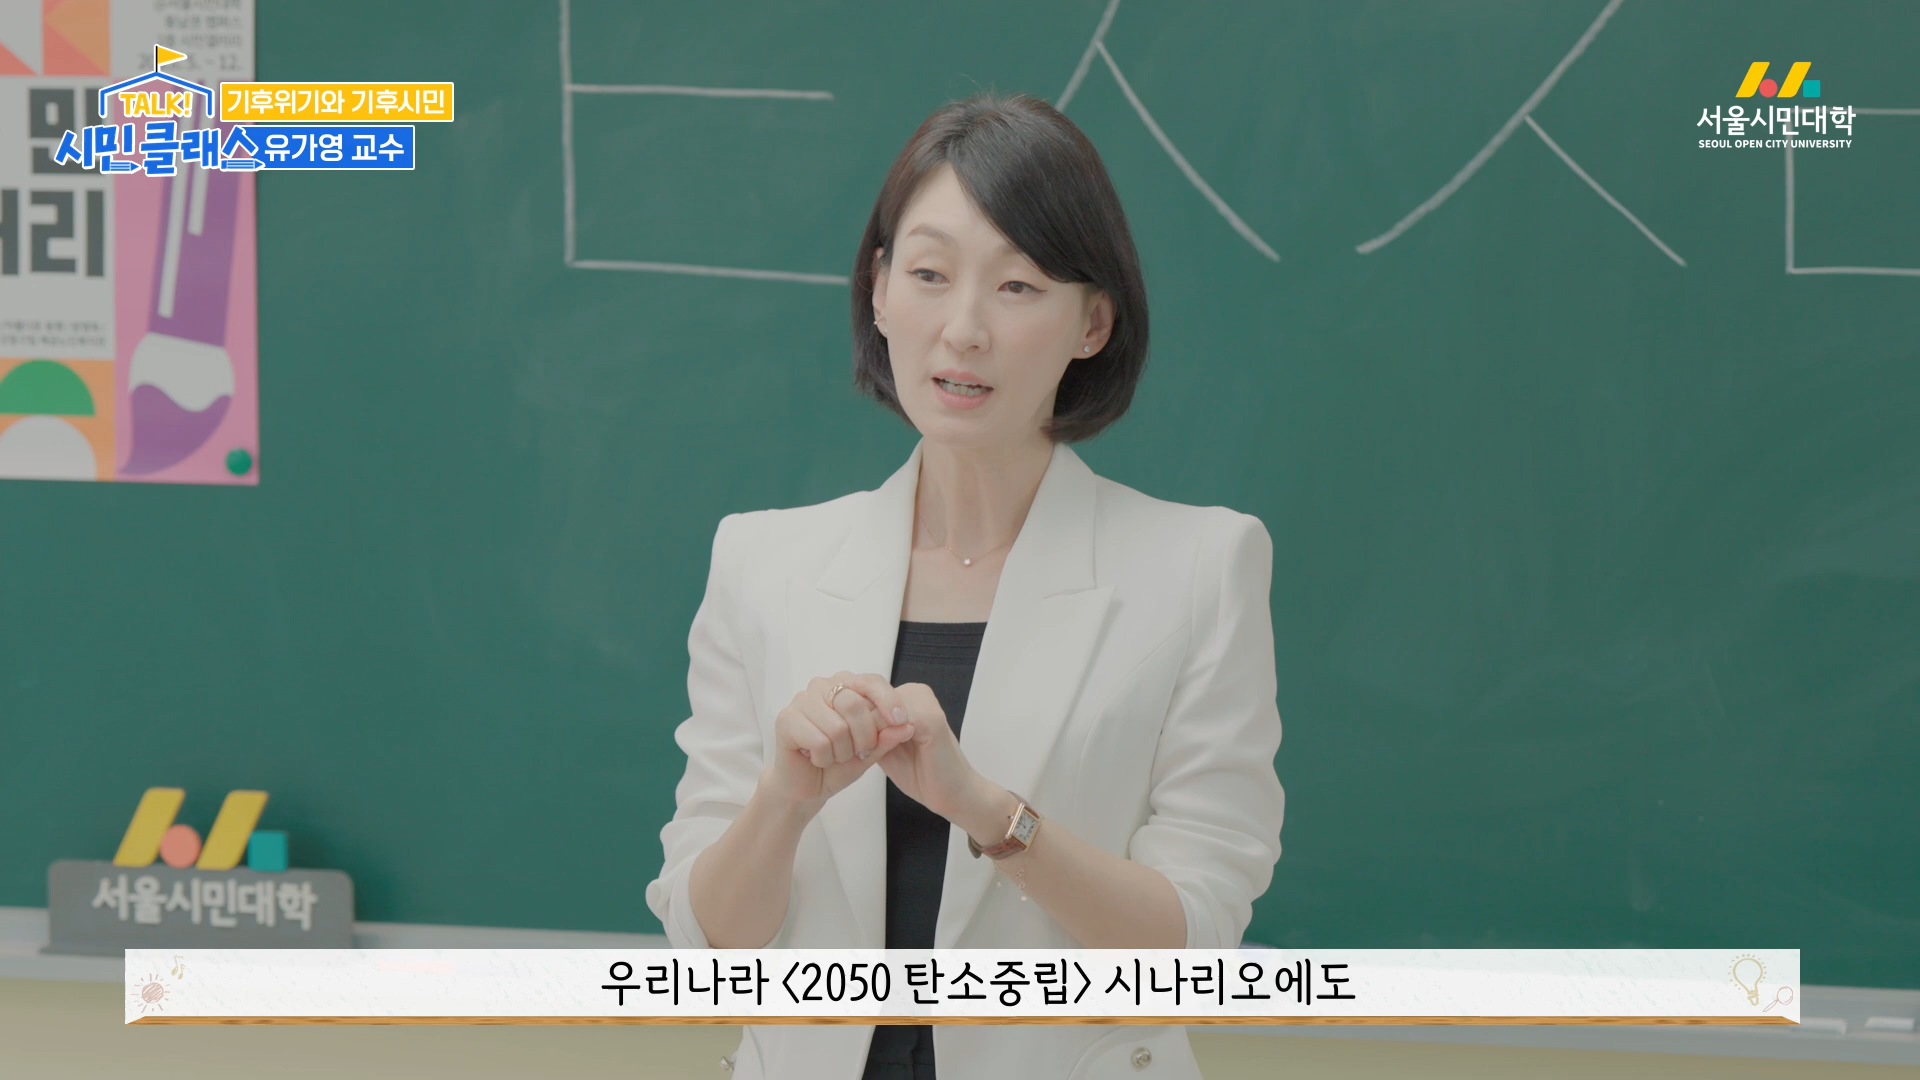 TALK!
시민 클래스
기후위기와 기후시민
유가영 교수
서울시민대학
SEOUL OPEN CITY UNIVERSITY
서울시민대학
우리나라 <2050 탄소중립> 시나리오에도